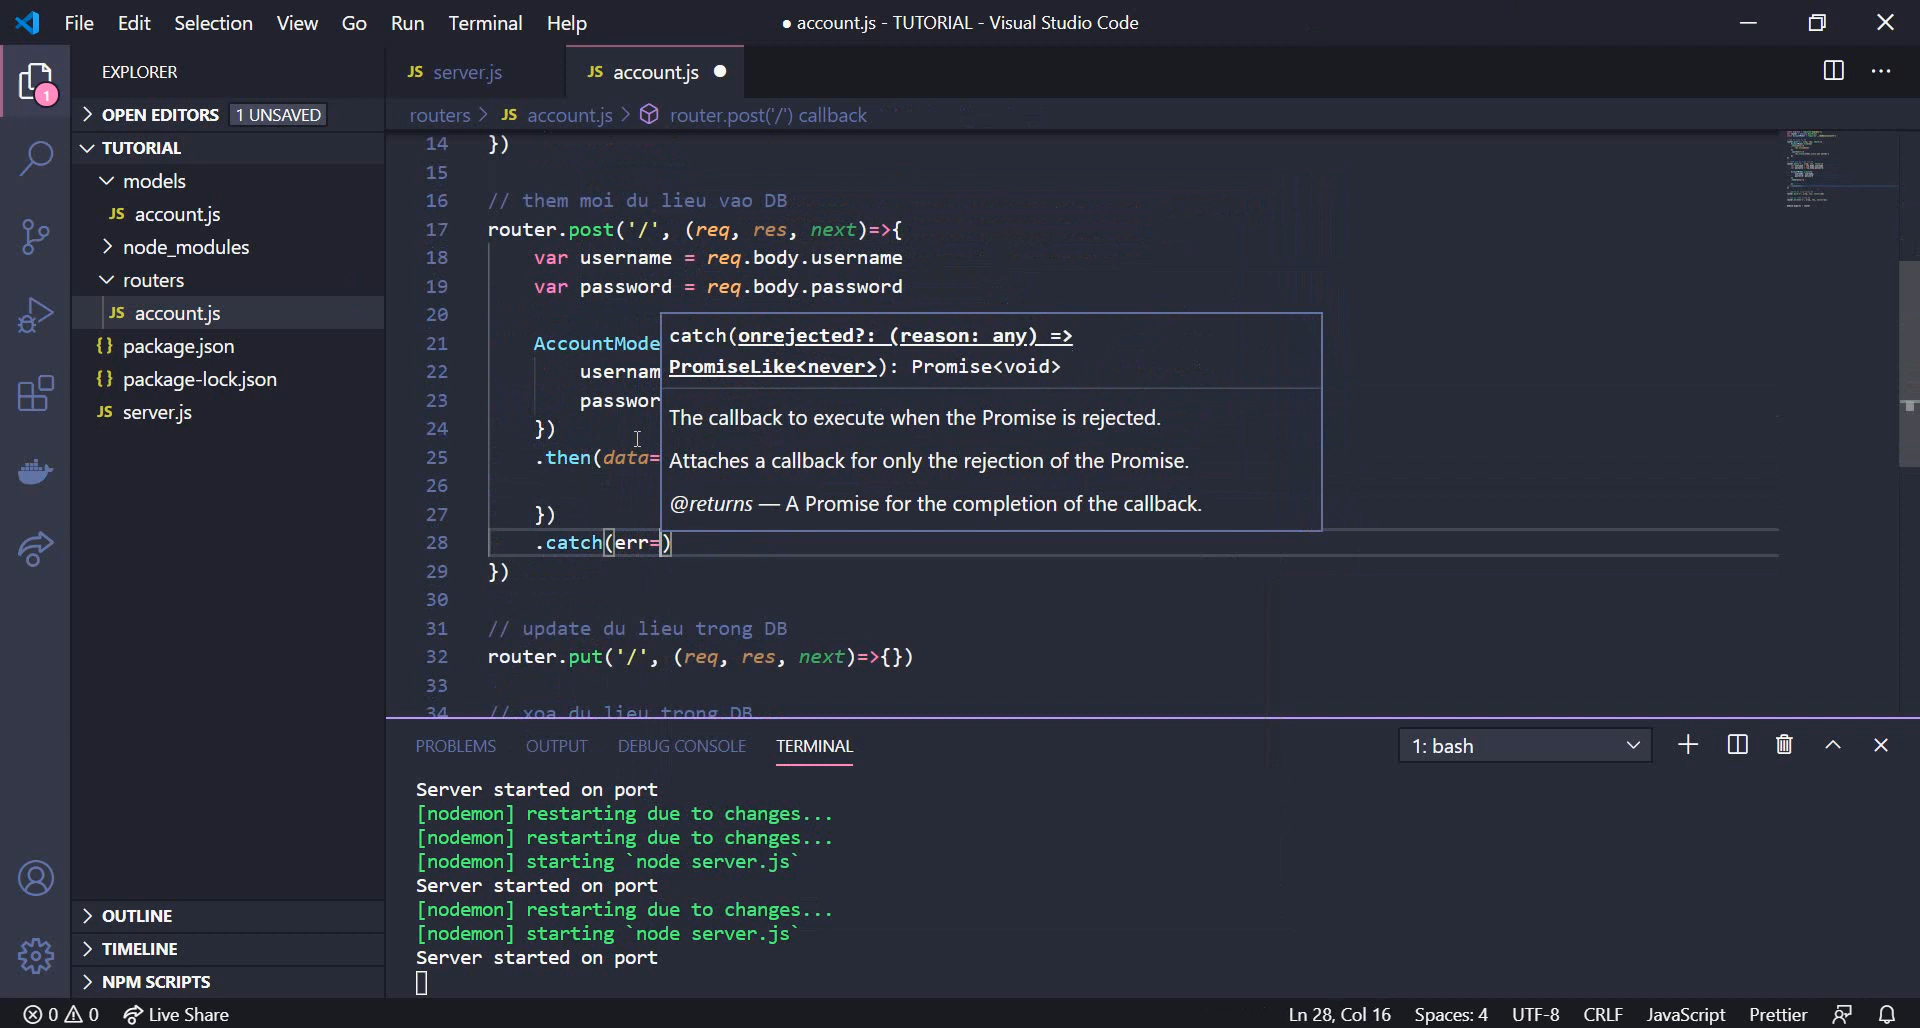 File Edit Selection View Go Run Terminal Help
● account.js - TUTORIAL - Visual Studio Code
EXPLORER
1
OPEN EDITORS 1 UNSAVED
TUTORIAL
models
JS account.js
node_modules
routers
JS account.js
{} package.json
{} package-lock.json
JS server.js
OUTLINE
TIMELINE
NPM SCRIPTS
JS server.js
JS account.js ●
routers > JS account.js > router.post('/') callback
14 })
15
16 // them moi du lieu vao DB
17 router.post('/', (req, res, next)=>{
18 var username = req.body.username
19 var password = req.body.password
20
21 AccountMode
22 usernam
23 passwor
24 })
25 .then(data=
26
27 })
28 .catch(err=)
29 })
30
31 // update du lieu trong DB
32 router.put('/', (req, res, next)=>{})
33
34 // xoa du lieu trong DB
catch(onrejected?: (reason: any) =>
PromiseLike<never>): Promise<void>
The callback to execute when the Promise is rejected.
Attaches a callback for only the rejection of the Promise.
@returns — A Promise for the completion of the callback.
PROBLEMS OUTPUT DEBUG CONSOLE TERMINAL
1: bash
Server started on port
[nodemon] restarting due to changes...
[nodemon] restarting due to changes...
[nodemon] starting `node server.js`
Server started on port
[nodemon] restarting due to changes...
[nodemon] starting `node server.js`
Server started on port
0 0 Live Share
Ln 28, Col 16 Spaces: 4 UTF-8 CRLF JavaScript Prettier